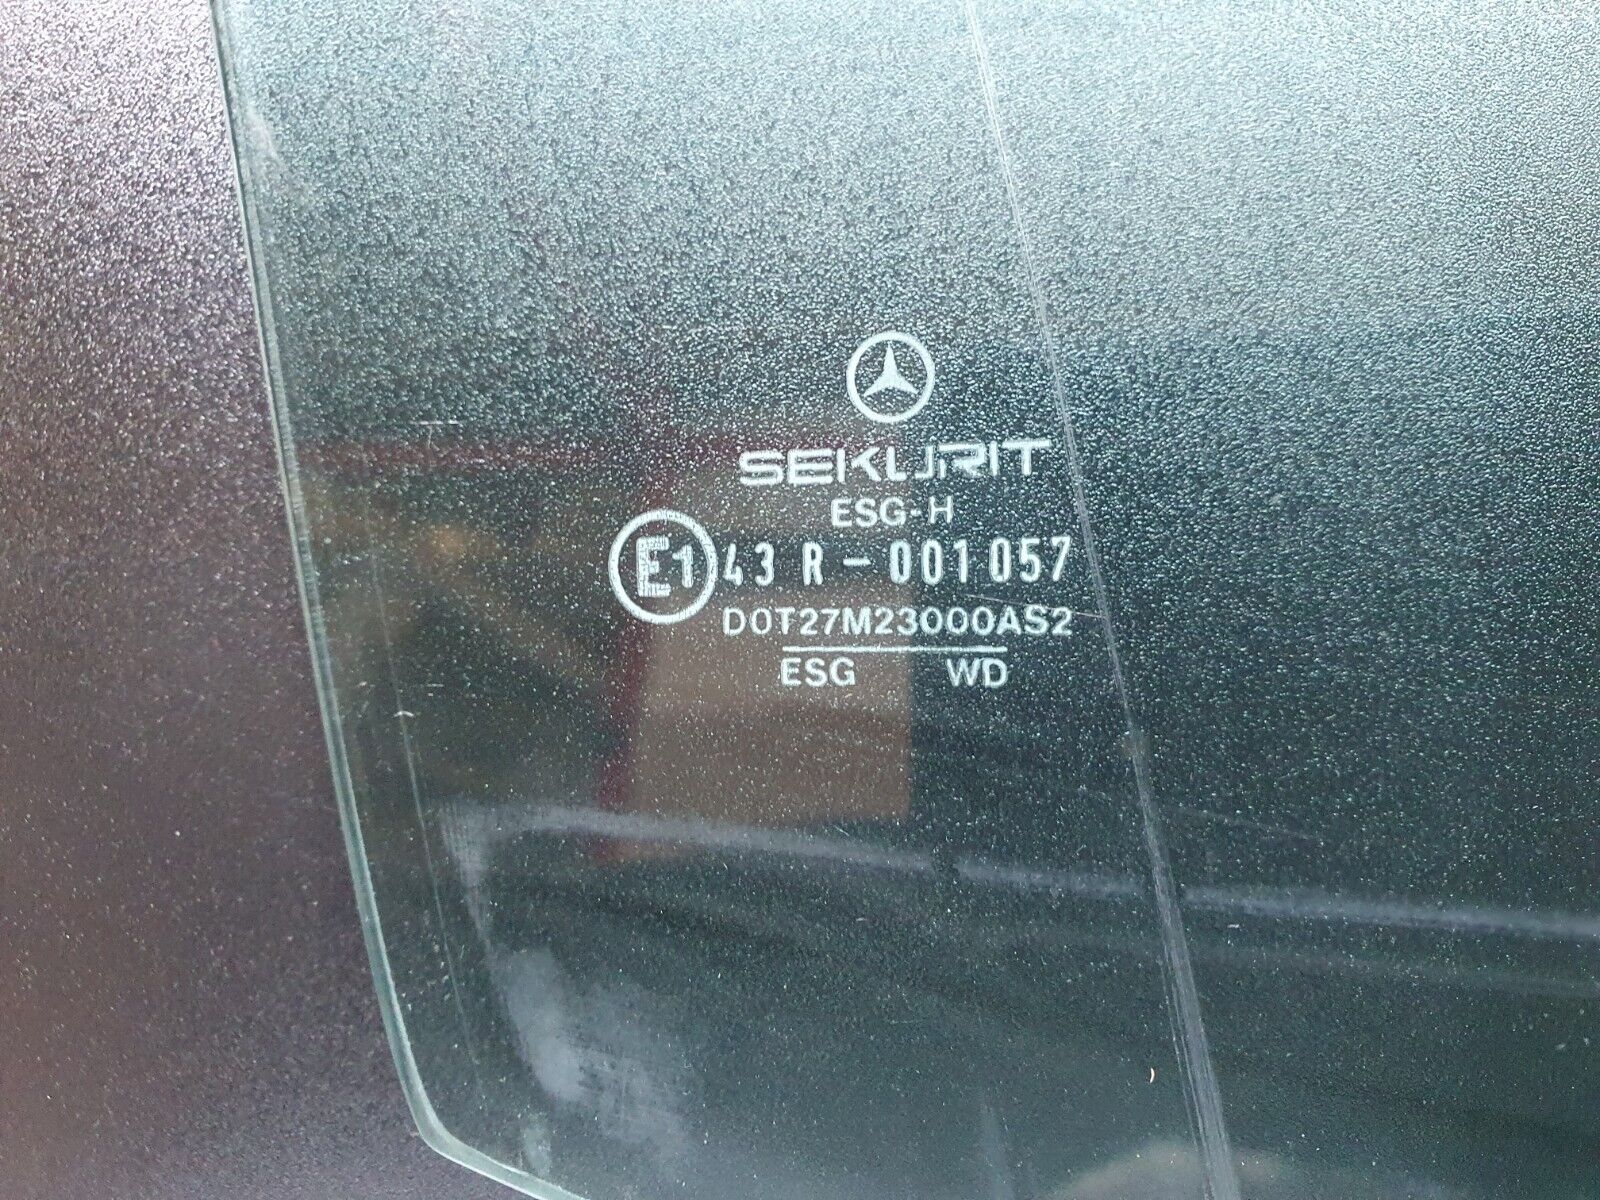 SEKURIT
ESG-H
E1 43 R-001057
DOT27M23000AS2
ESG WD